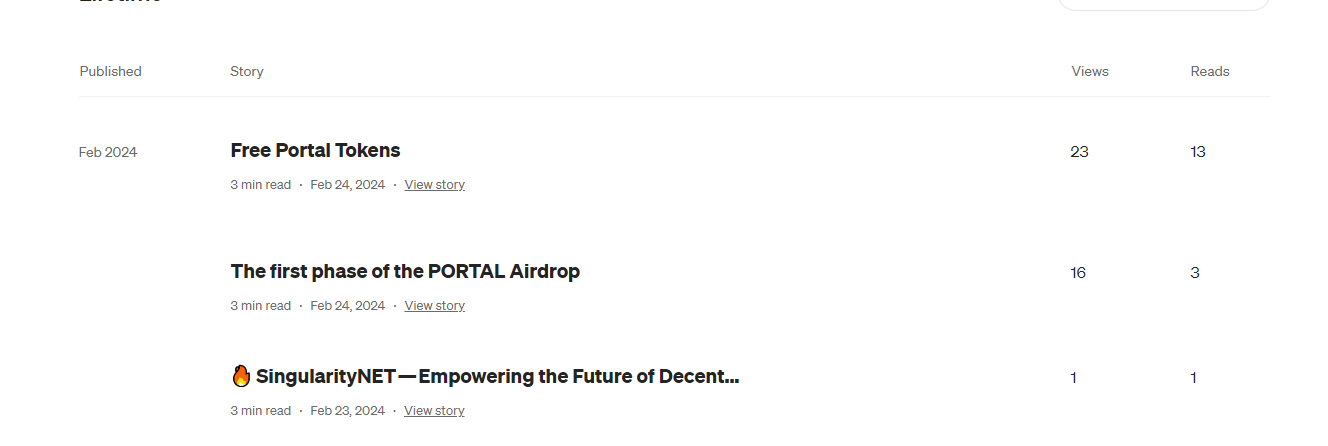 Published Story Views Reads
Feb 2024 Free Portal Tokens 23 13
3 min read · Feb 24, 2024 · View story
The first phase of the PORTAL Airdrop 16 3
3 min read · Feb 24, 2024 · View story
🔥 SingularityNET — Empowering the Future of Decent... 1 1
3 min read · Feb 23, 2024 · View story